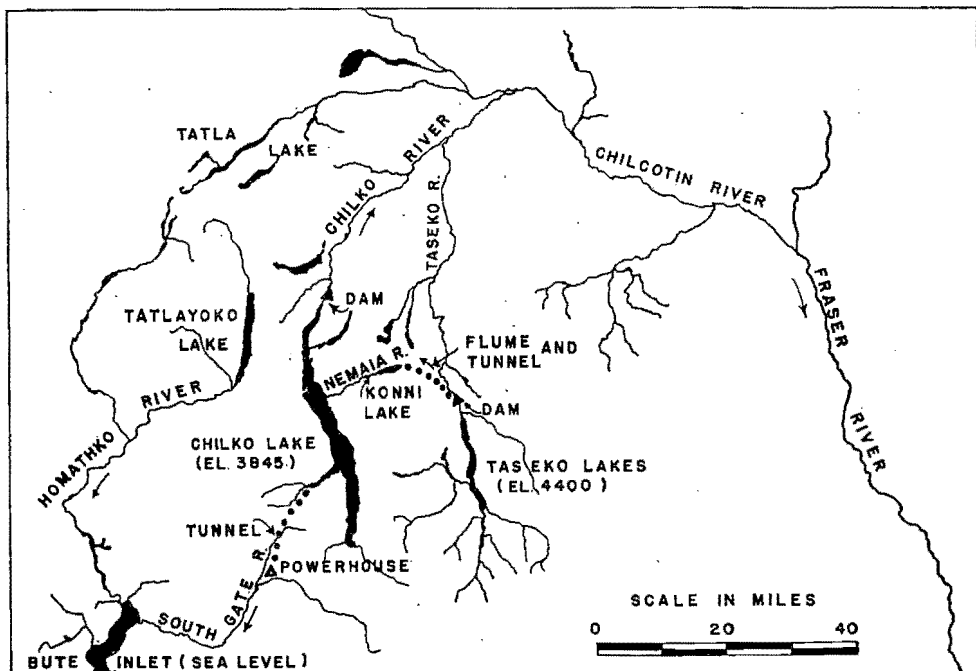 TATLA
LAKE
CHILKO RIVER
TASEKO R.
CHILCOTIN RIVER
FRASER RIVER
TATLAYOKO
LAKE
DAM
FLUME AND
TUNNEL
NEMAIA R.
KONNI
LAKE
DAM
HOMATHKO RIVER
CHILKO LAKE
(EL. 3845)
TASEKO LAKES
(EL. 4400)
TUNNEL
POWERHOUSE
SOUTH GATE R.
BUTE INLET (SEA LEVEL)
SCALE IN MILES
0 20 40